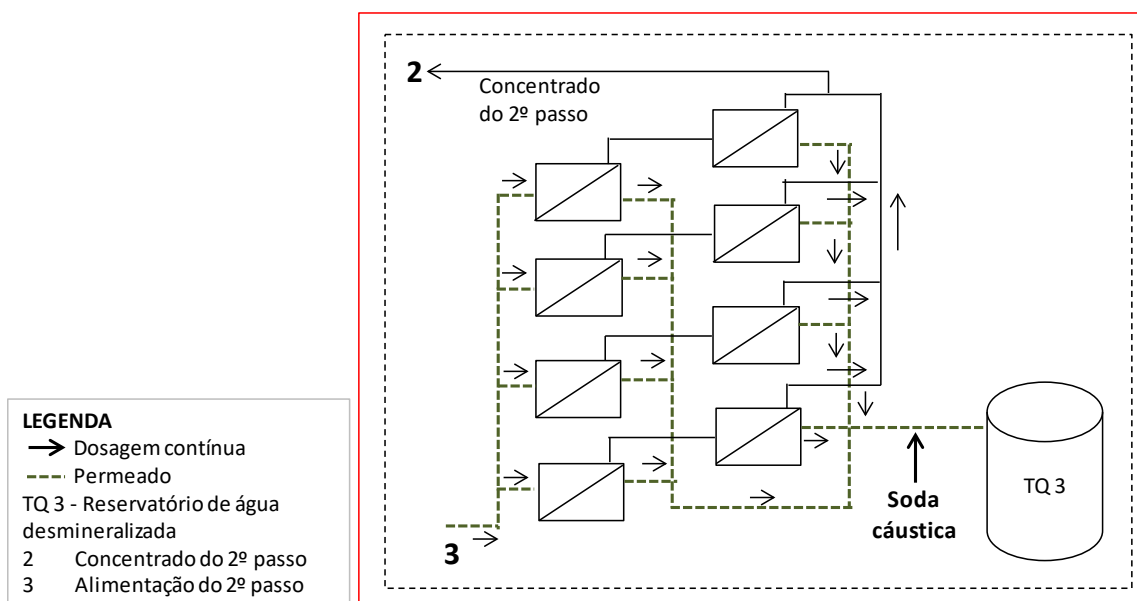 2
Concentrado
do 2º passo
LEGENDA
Dosagem contínua
Permeado
TQ 3 - Reservatório de água
desmineralizada
2 Concentrado do 2º passo
3 Alimentação do 2º passo
3
Soda
cáustica
TQ 3